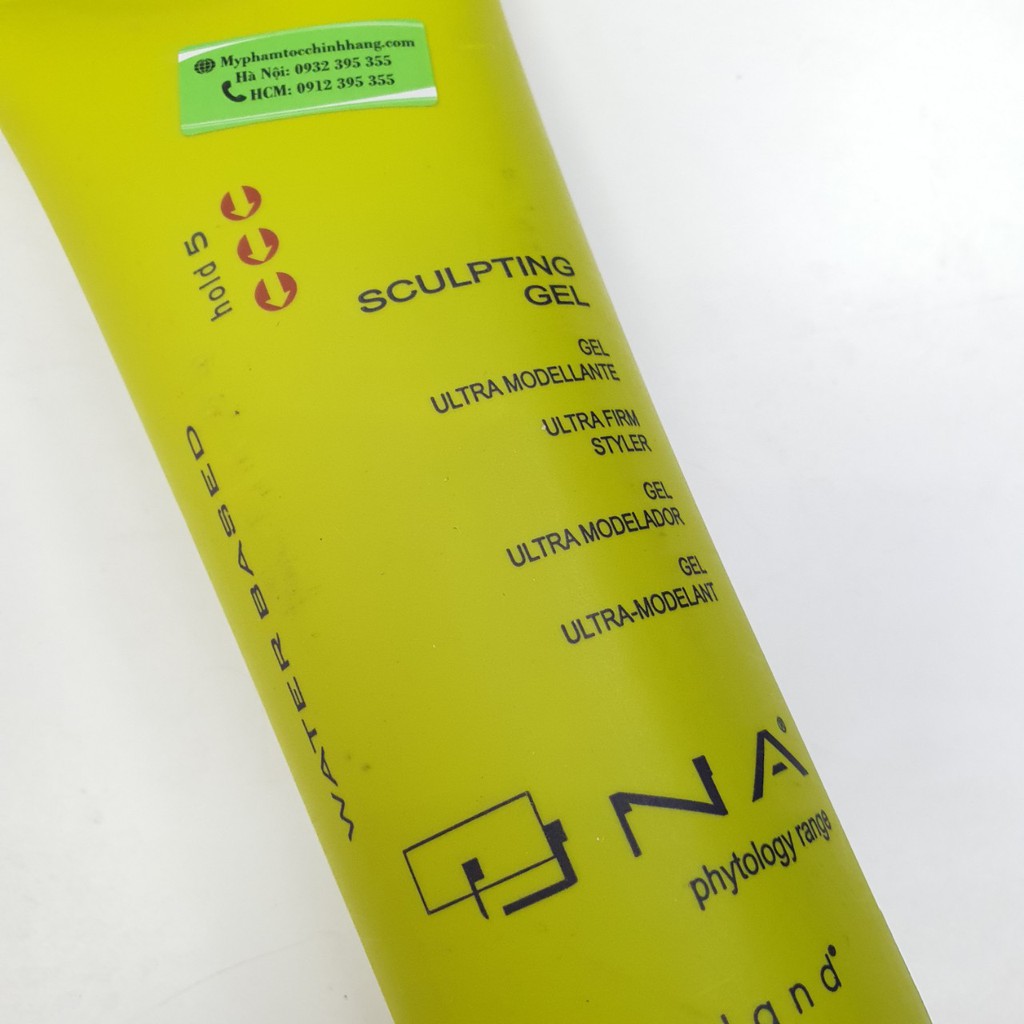 Myphamtocchinhhang.com
Hà Nội: 0932 395 355
HCM: 0912 395 355
hold 5
SCULPTING
GEL
GEL
ULTRA MODELLANTE
ULTRA FIRM
STYLER
GEL
ULTRA MODELADOR
GEL
ULTRA-MODELANT
WATER BASED
NA®
phytology range